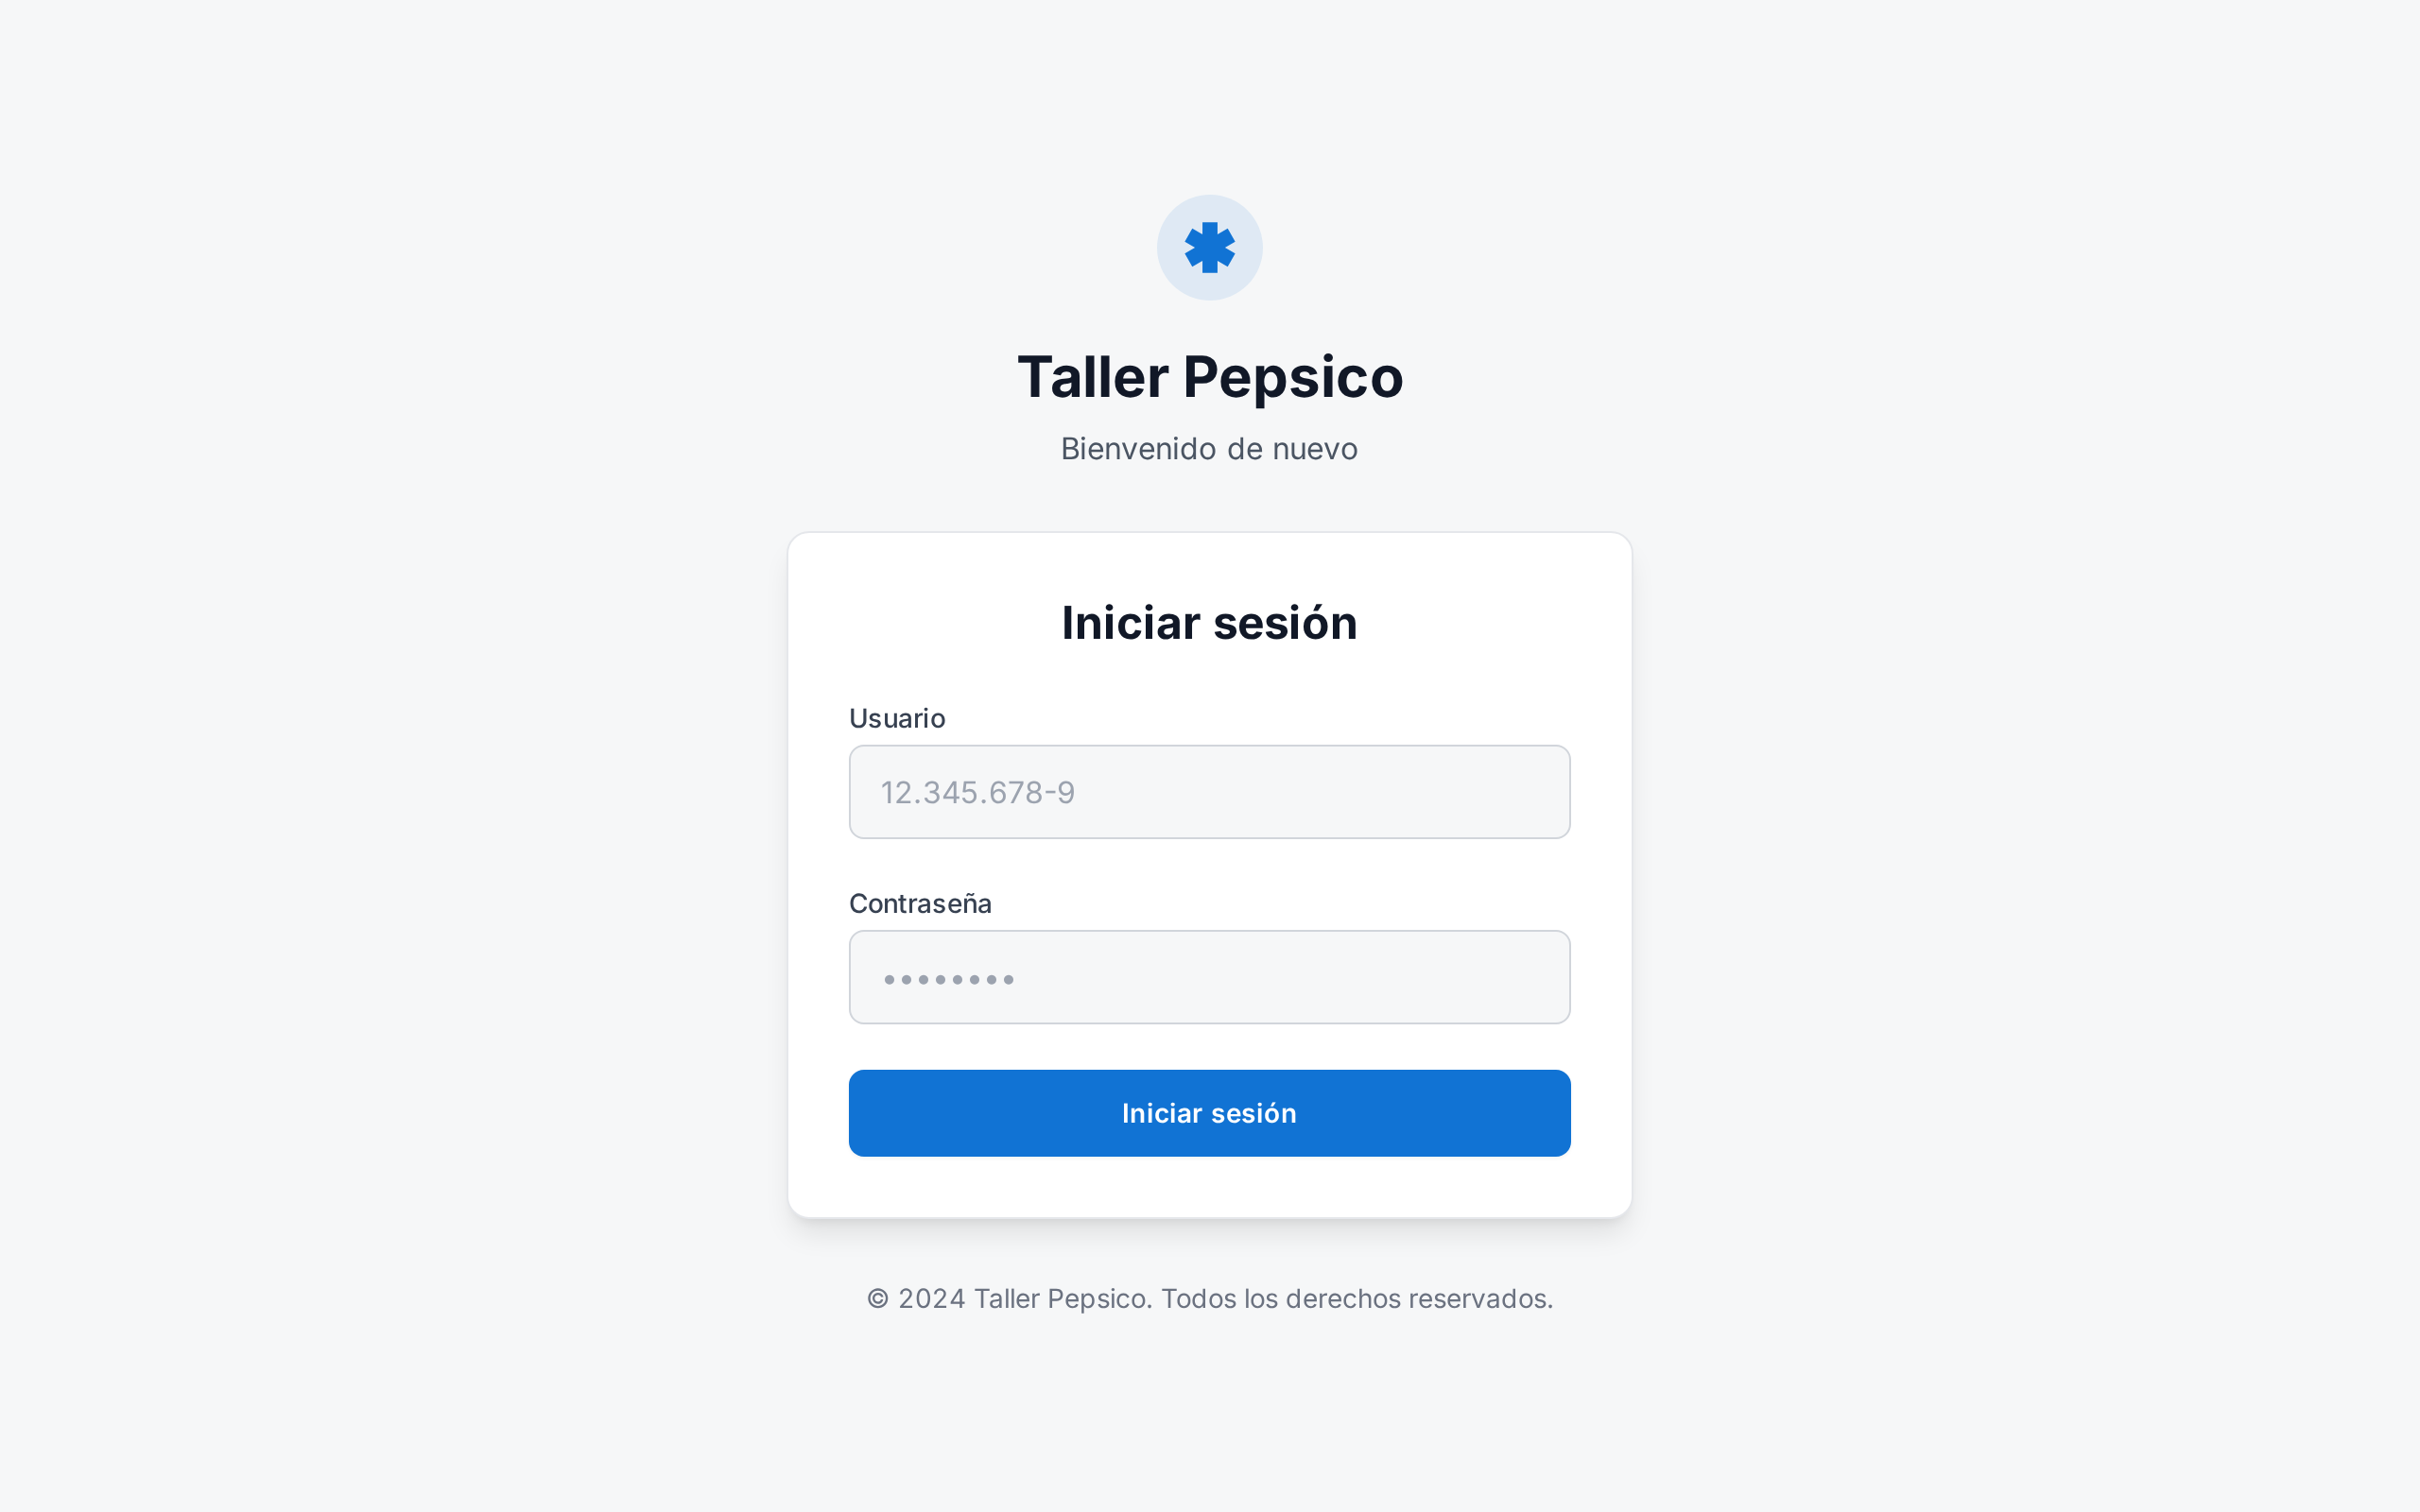 Taller Pepsico
Bienvenido de nuevo
Iniciar sesión
Usuario
12.345.678-9
Contraseña
••••••••
Iniciar sesión
© 2024 Taller Pepsico. Todos los derechos reservados.